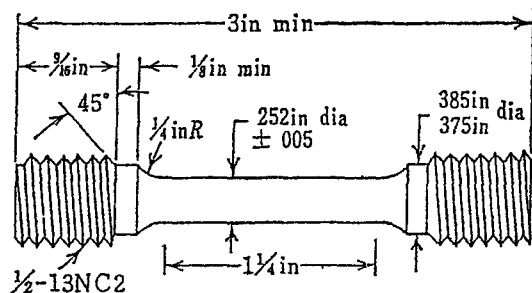 3in min
9/16in
1/8in min
45°
1/4inR
252in dia
± 005
385in dia
375in
1/2-13NC2
1 1/4in